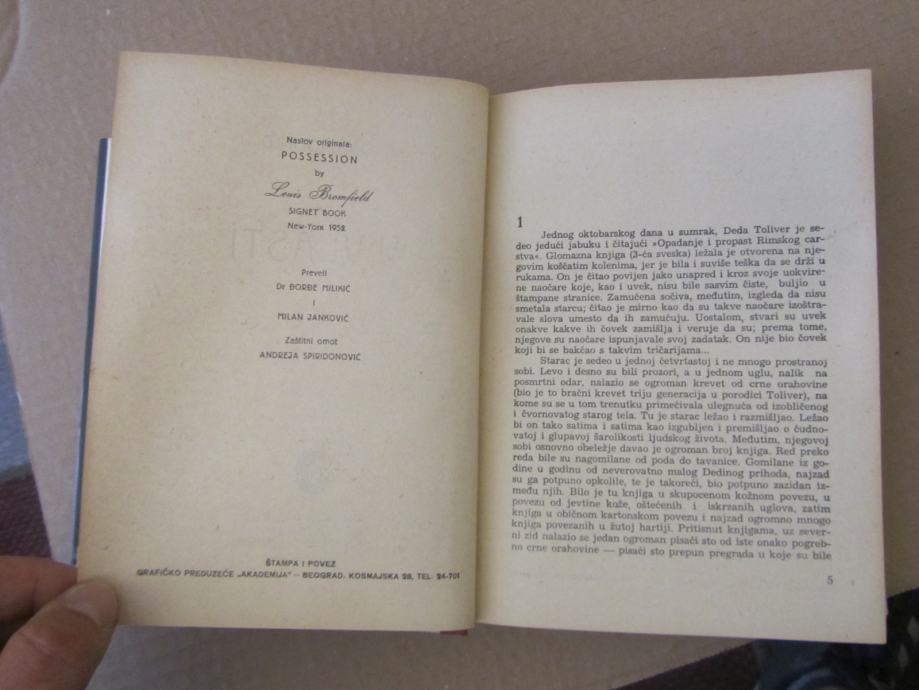 Naslov originala:
POSSESSION
by
Louis Bromfield
SIGNET BOOK
New-York 1952
Preveli
Dr ĐORĐE MILIKIĆ
I
MILAN JANKOVIĆ
Zaštitni omot
ANDREJA SPIRIDONOVIĆ
ŠTAMPA I POVEZ
GRAFIČKO PREDUZEĆE „AKADEMIJA" — BEOGRAD. KOSMAJSKA 28, TEL. 24-701
1
Jednog oktobarskog dana u sumrak, Deda Toliver je se-
deo jedući jabuku i čitajući »Opadanje i propast Rimskog car-
stva«. Glomazna knjiga (3-ća sveska) ležala je otvorena na nje-
govim koščatim kolenima, jer je bila i suviše teška da se drži u
rukama. On je čitao povijen jako unapred i kroz svoje uokvire-
ne naočare koje, kao i uvek, nisu bile sasvim čiste, buljio u
štampane stranice. Zamućena sočiva, međutim, izgleda da nisu
smetala starcu; čitao je mirno kao da su takve naočare izoštra-
vale slova umesto da ih zamućuju. Uostalom, stvari su uvek
onakve kakve ih čovek zamišlja i veruje da su; prema tome,
njegove su naočare ispunjavale svoj zadatak. On nije bio čovek
koji bi se bakćao s takvim tričarijama...
Starac je sedeo u jednoj četvrtastoj i ne mnogo prostranoj
sobi. Levo i desno su bili prozori, a u jednom uglu, nalik na
posmrtni odar, nalazio se ogroman krevet od crne orahovine
(bio je to bračni krevet triju generacija u porodici Toliver), na
kome su se u tom trenutku primećivala ulegnuća od izobličenog
i čvornovatog starog tela. Tu je starac ležao i razmišljao. Ležao
bi on tako satima i satima kao izgubljen i premišljao o čudno-
vatoj i glupavoj šarolikosti ljudskog života. Međutim, njegovoj
sobi osnovno obeležje davao je ogroman broj knjiga. Red preko
reda bile su nagomilane od poda do tavanice. Gomilane iz go-
dine u godinu od neverovatno malog Dedinog prihoda, najzad
su ga potpuno opkolile, te je takoreći, bio potpuno zazidan iz-
među njih. Bilo je tu knjiga u skupocenom kožnom povezu, u
povezu od jevtine kože, oštećenih i iskrzanih uglova, zatim
knjiga u običnom kartonskom povezu i najzad ogromno mnogo
knjiga povezanih u žutoj hartiji. Pritisnut knjigama, uz sever-
ni zid nalazio se jedan ogroman pisaći sto od iste onako pogreb-
no crne orahovine — pisaći sto prepun pregrada u koje su bile
5